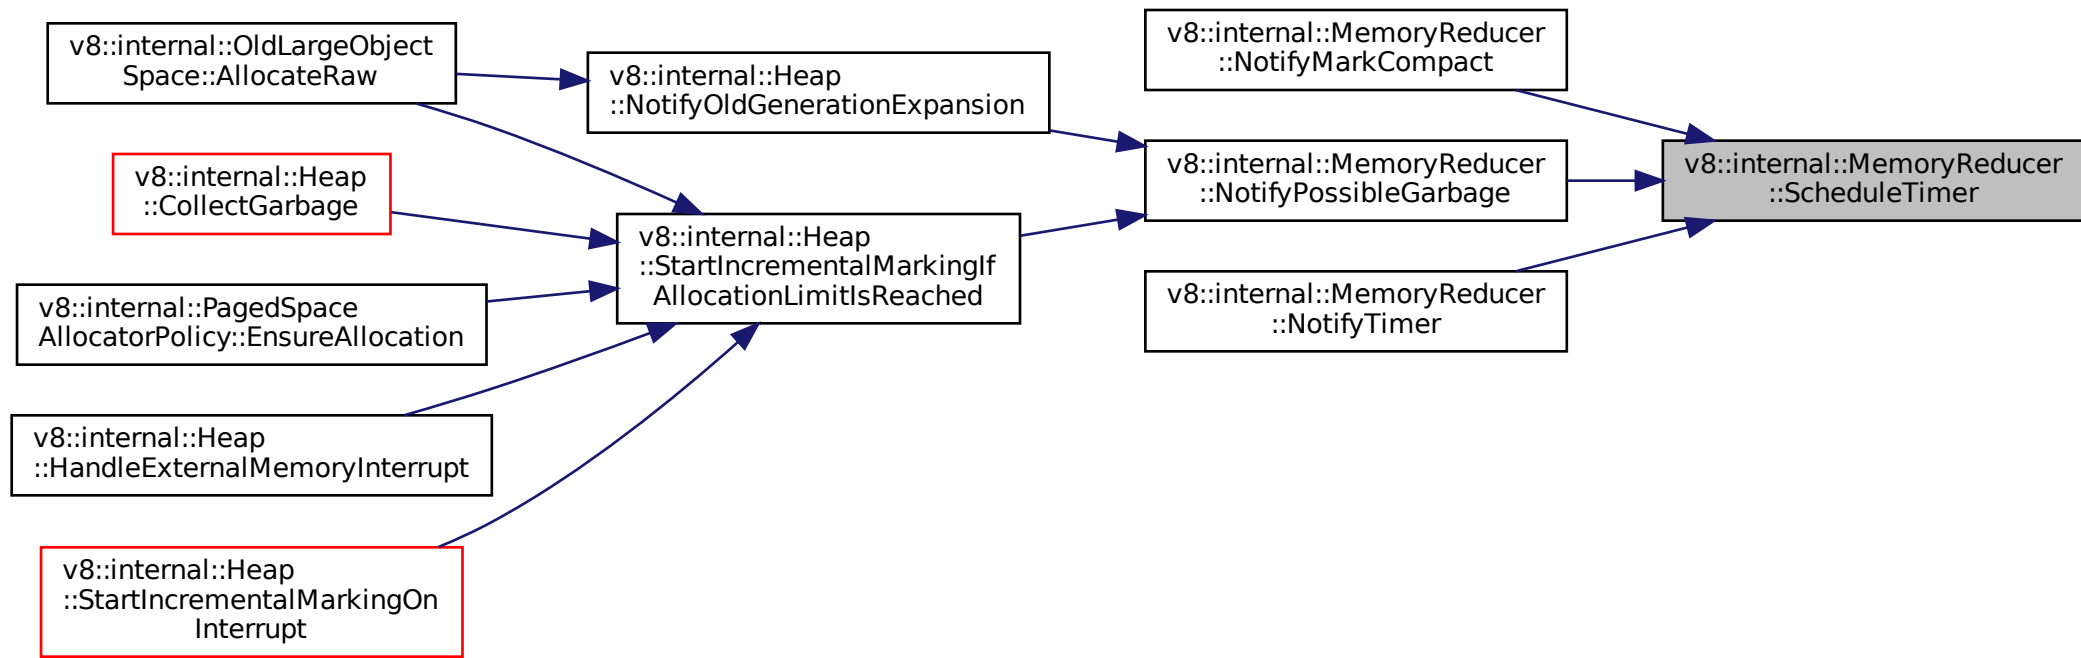 v8::internal::OldLargeObject
Space::AllocateRaw
v8::internal::Heap
::CollectGarbage
v8::internal::PagedSpace
AllocatorPolicy::EnsureAllocation
v8::internal::Heap
::HandleExternalMemoryInterrupt
v8::internal::Heap
::StartIncrementalMarkingOn
Interrupt
v8::internal::Heap
::NotifyOldGenerationExpansion
v8::internal::Heap
::StartIncrementalMarkingIf
AllocationLimitIsReached
v8::internal::MemoryReducer
::NotifyMarkCompact
v8::internal::MemoryReducer
::NotifyPossibleGarbage
v8::internal::MemoryReducer
::NotifyTimer
v8::internal::MemoryReducer
::ScheduleTimer